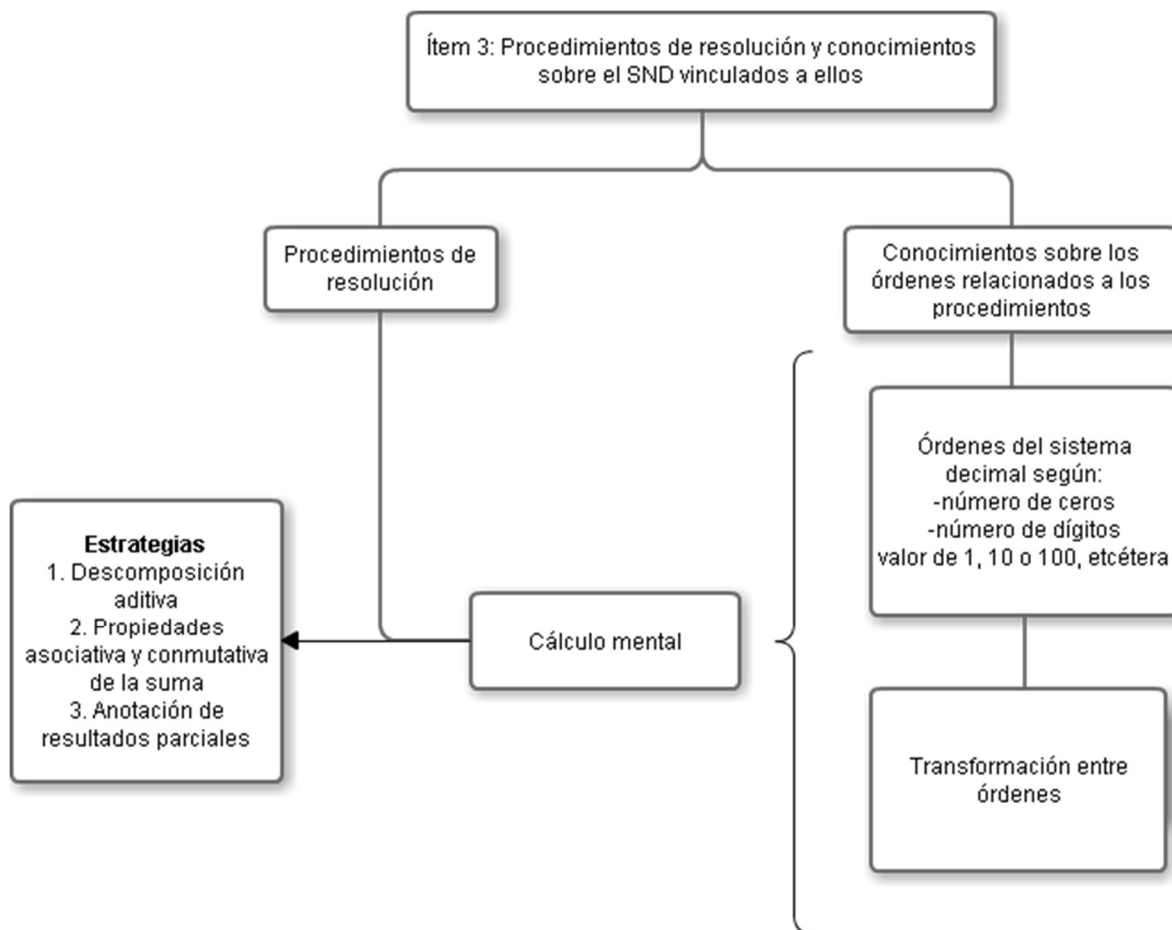 Ítem 3: Procedimientos de resolución y conocimientos
sobre el SND vinculados a ellos
Procedimientos de
resolución
Conocimientos sobre los
órdenes relacionados a los
procedimientos
Órdenes del sistema
decimal según:
-número de ceros
-número de dígitos
valor de 1, 10 o 100, etcétera
Estrategias
1. Descomposición
aditiva
2. Propiedades
asociativa y conmutativa
de la suma
3. Anotación de
resultados parciales
Cálculo mental
Transformación entre
órdenes